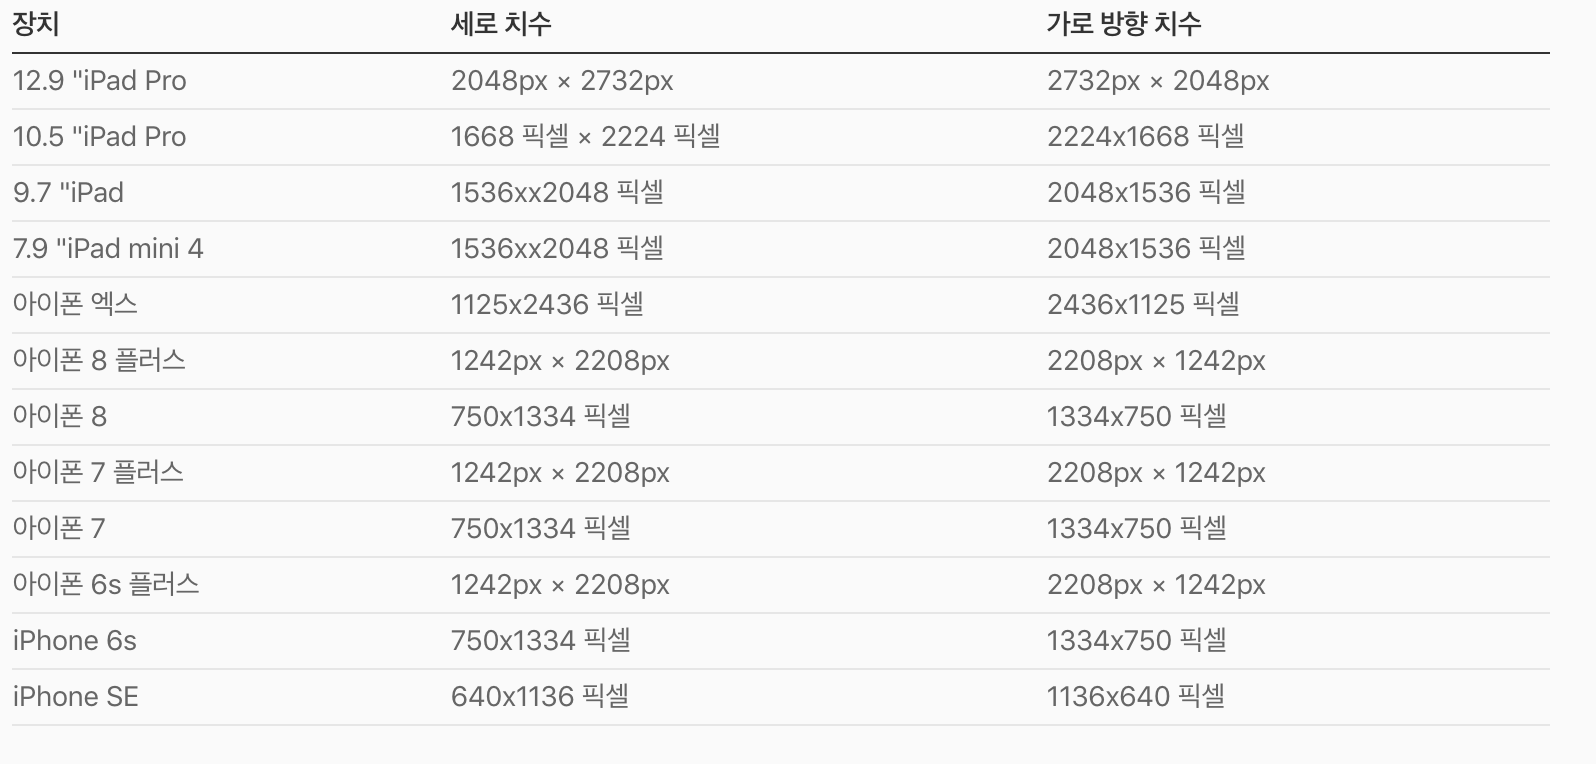 장치 세로 치수 가로 방향 치수
12.9 "iPad Pro 2048px × 2732px 2732px × 2048px
10.5 "iPad Pro 1668 픽셀 × 2224 픽셀 2224x1668 픽셀
9.7 "iPad 1536xx2048 픽셀 2048x1536 픽셀
7.9 "iPad mini 4 1536xx2048 픽셀 2048x1536 픽셀
아이폰 엑스 1125x2436 픽셀 2436x1125 픽셀
아이폰 8 플러스 1242px × 2208px 2208px × 1242px
아이폰 8 750x1334 픽셀 1334x750 픽셀
아이폰 7 플러스 1242px × 2208px 2208px × 1242px
아이폰 7 750x1334 픽셀 1334x750 픽셀
아이폰 6s 플러스 1242px × 2208px 2208px × 1242px
iPhone 6s 750x1334 픽셀 1334x750 픽셀
iPhone SE 640x1136 픽셀 1136x640 픽셀